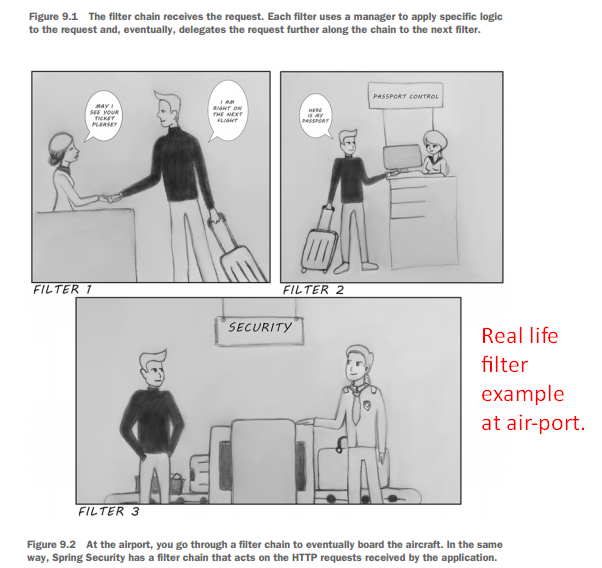 Figure 9.1 The filter chain receives the request. Each filter uses a manager to apply specific logic
to the request and, eventually, delegates the request further along the chain to the next filter.
MAY I
SEE YOUR
TICKET
PLEASE?
I AM
RIGHT ON
THE NEXT
FLIGHT
FILTER 1
HERE
IS MY
PASSPORT
PASSPORT CONTROL
FILTER 2
SECURITY
FILTER 3
Real life
filter
example
at air-port.
Figure 9.2 At the airport, you go through a filter chain to eventually board the aircraft. In the same
way, Spring Security has a filter chain that acts on the HTTP requests received by the application.